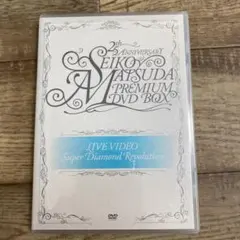 25th
ANNIVERSARY
SEIKO
MATSUDA
PREMIUM
DVD BOX
LIVE VIDEO
Super Diamond Revolution
DVD